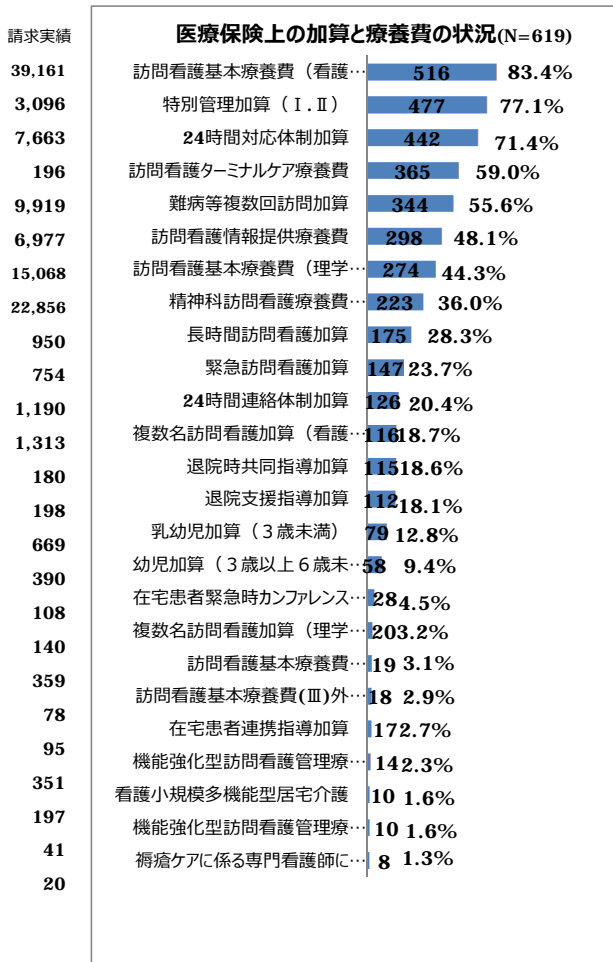 請求実績 医療保険上の加算と療養費の状況(N=619)
39,161 訪問看護基本療養費（看護… 516 83.4%
3,096 特別管理加算（Ⅰ.Ⅱ） 477 77.1%
7,663 24時間対応体制加算 442 71.4%
196 訪問看護ターミナルケア療養費 365 59.0%
9,919 難病等複数回訪問加算 344 55.6%
6,977 訪問看護情報提供療養費 298 48.1%
15,068 訪問看護基本療養費（理学… 274 44.3%
22,856 精神科訪問看護療養費… 223 36.0%
950 長時間訪問看護加算 175 28.3%
754 緊急訪問看護加算 147 23.7%
1,190 24時間連絡体制加算 126 20.4%
1,313 複数名訪問看護加算（看護… 116 18.7%
180 退院時共同指導加算 115 18.6%
198 退院支援指導加算 112 18.1%
669 乳幼児加算（３歳未満） 79 12.8%
390 幼児加算（３歳以上６歳未… 58 9.4%
108 在宅患者緊急時カンファレンス… 28 4.5%
140 複数名訪問看護加算（理学… 20 3.2%
359 訪問看護基本療養費… 19 3.1%
78 訪問看護基本療養費(Ⅲ)外… 18 2.9%
95 在宅患者連携指導加算 17 2.7%
351 機能強化型訪問看護管理療… 14 2.3%
197 看護小規模多機能型居宅介護 10 1.6%
41 機能強化型訪問看護管理療… 10 1.6%
20 褥瘡ケアに係る専門看護師に… 8 1.3%